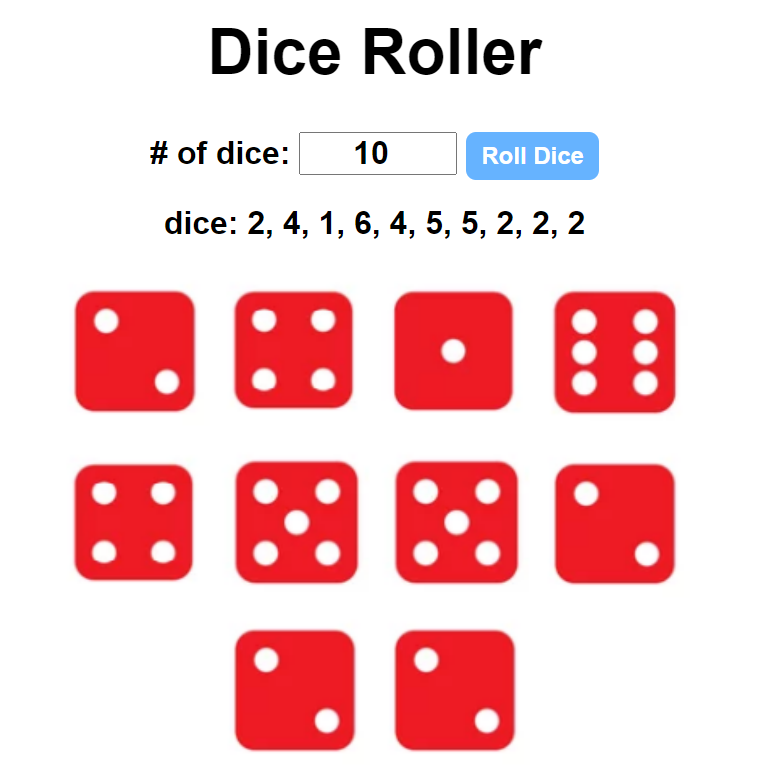 Dice Roller
# of dice: 10 Roll Dice
dice: 2, 4, 1, 6, 4, 5, 5, 2, 2, 2